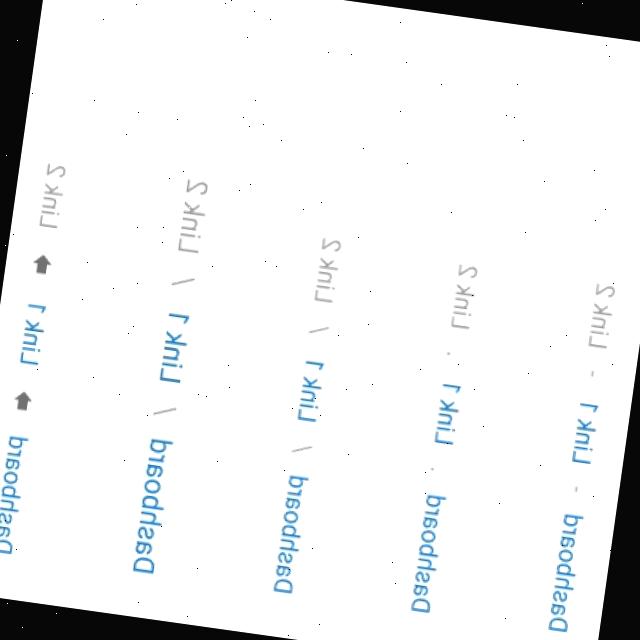 Dashboard - Link 1 - Link 2
Dashboard · Link 1 · Link 2
Dashboard / Link 1 / Link 2
Dashboard / Link 1 / Link 2
Dashboard Link 1 Link 2